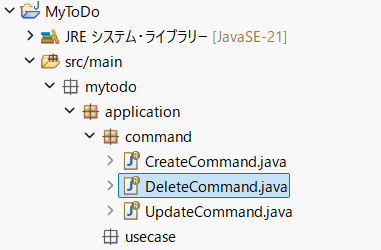 MyToDo
JRE システム・ライブラリー [JavaSE-21]
src/main
mytodo
application
command
CreateCommand.java
DeleteCommand.java
UpdateCommand.java
usecase